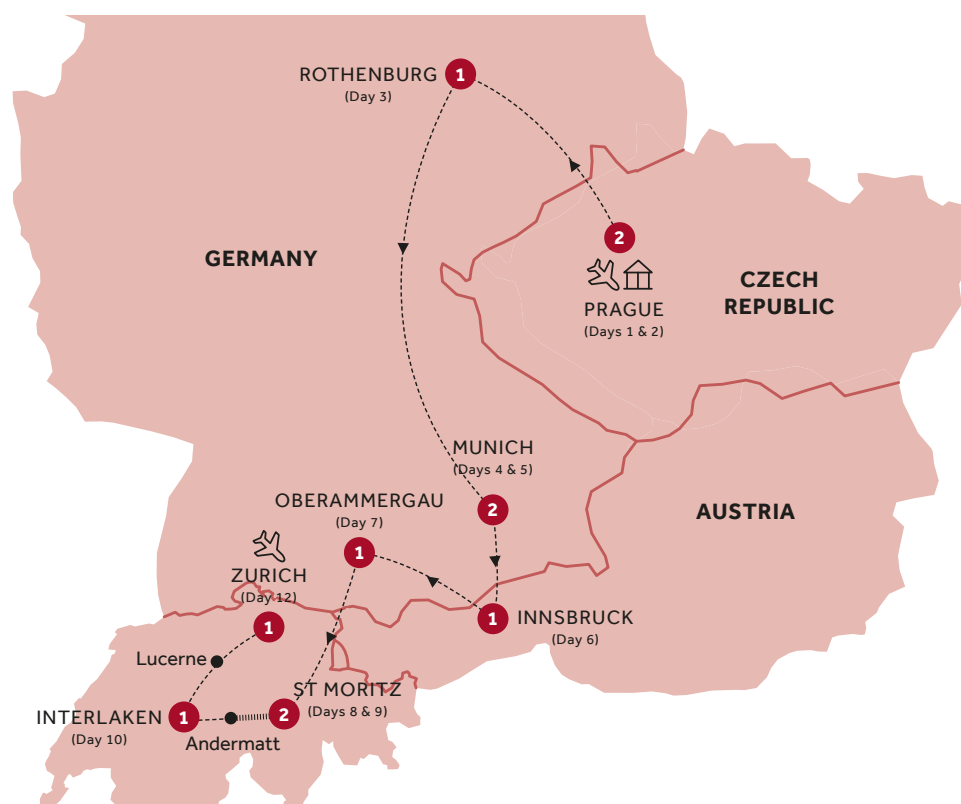 ROTHENBURG
(Day 3)
1
2
PRAGUE
(Days 1 & 2)
GERMANY
CZECH
REPUBLIC
MUNICH
(Days 4 & 5)
2
OBERAMMERGAU
(Day 7)
1
AUSTRIA
ZURICH
(Day 12)
1
INNSBRUCK
(Day 6)
1
Lucerne
ST MORITZ
(Days 8 & 9)
2
INTERLAKEN
(Day 10)
1
Andermatt